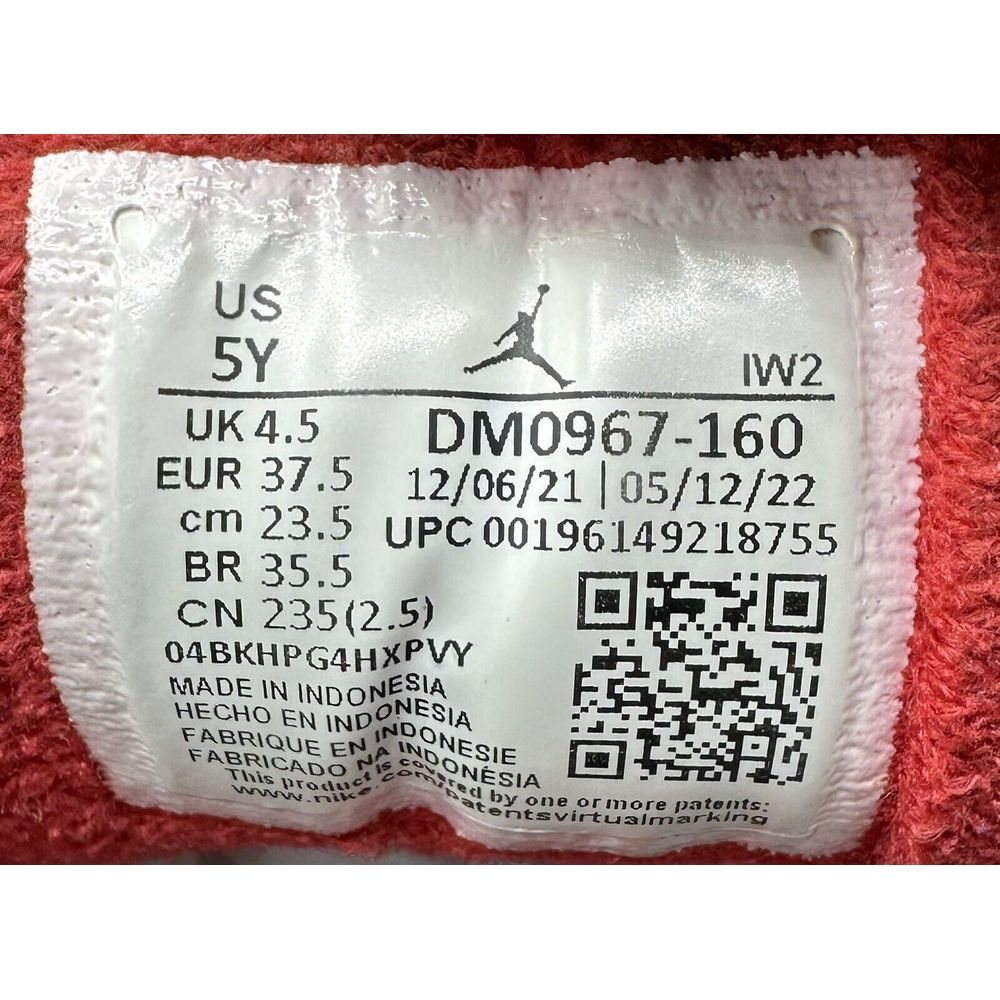 US
5Y
IW2
UK 4.5
EUR 37.5
cm 23.5
BR 35.5
CN 235(2.5)
DM0967-160
12/06/21 | 05/12/22
UPC 00196149218755
04BKHPG4HXPVY
MADE IN INDONESIA
HECHO EN INDONESIA
FABRIQUE EN INDONESIE
FABRICADO NA INDONÉSIA
This product is covered by one or more patents:
www.nike.com/patentsvirtualmarking